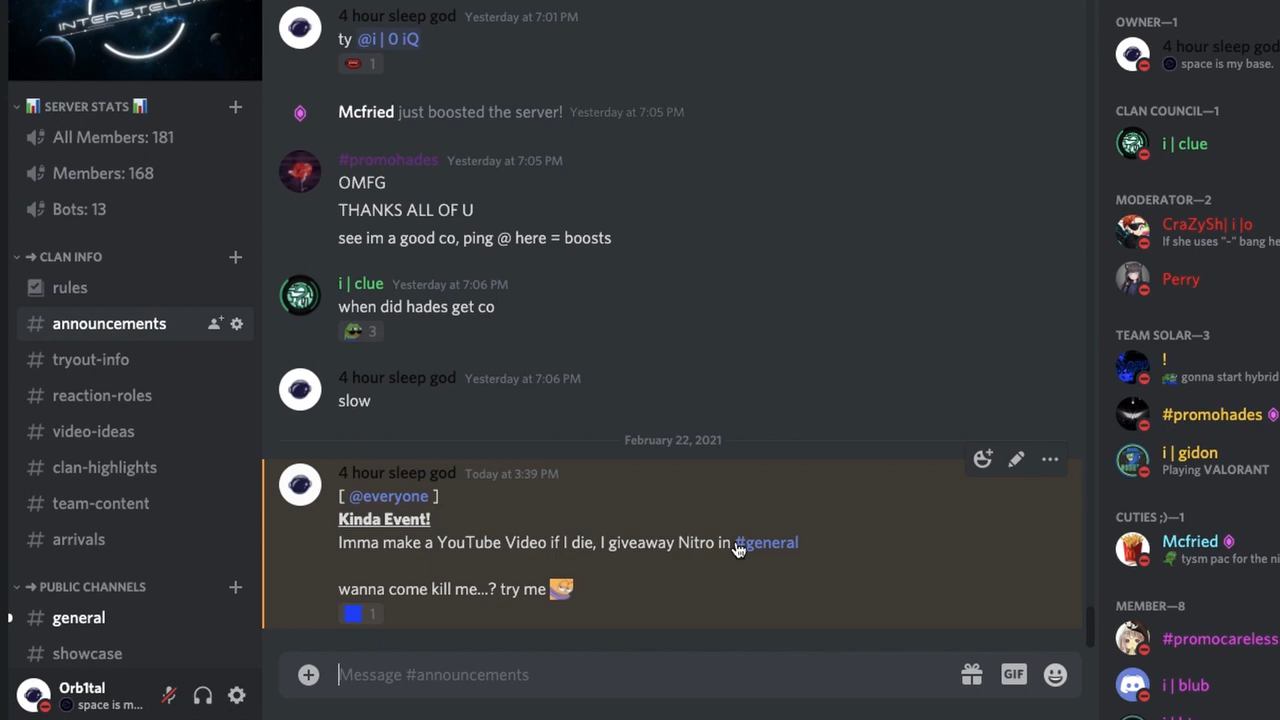 INTERSTELLA
SERVER STATS
All Members: 181
Members: 168
Bots: 13
CLAN INFO
rules
announcements
tryout-info
reaction-roles
video-ideas
clan-highlights
team-content
arrivals
PUBLIC CHANNELS
general
showcase
Orb1tal
space is m...
4 hour sleep god Yesterday at 7:01 PM
ty @i | 0 iQ
1
Mcfried just boosted the server! Yesterday at 7:05 PM
#promohades Yesterday at 7:05 PM
OMFG
THANKS ALL OF U
see im a good co, ping @ here = boosts
i | clue Yesterday at 7:06 PM
when did hades get co
3
4 hour sleep god Yesterday at 7:06 PM
slow
February 22, 2021
4 hour sleep god Today at 3:39 PM
[ @everyone ]
Kinda Event!
Imma make a YouTube Video if I die, I giveaway Nitro in #general
wanna come kill me...? try me
1
Message #announcements
GIF
OWNER—1
4 hour sleep god
space is my base.
CLAN COUNCIL—1
i | clue
MODERATOR—2
CraZySh| i |o
If she uses "-" bang he
Perry
TEAM SOLAR—3
!
gonna start hybrid
#promohades
i | gidon
Playing VALORANT
CUTIES ;)—1
Mcfried
tysm pac for the ni
MEMBER—8
#promocareless
i | blub